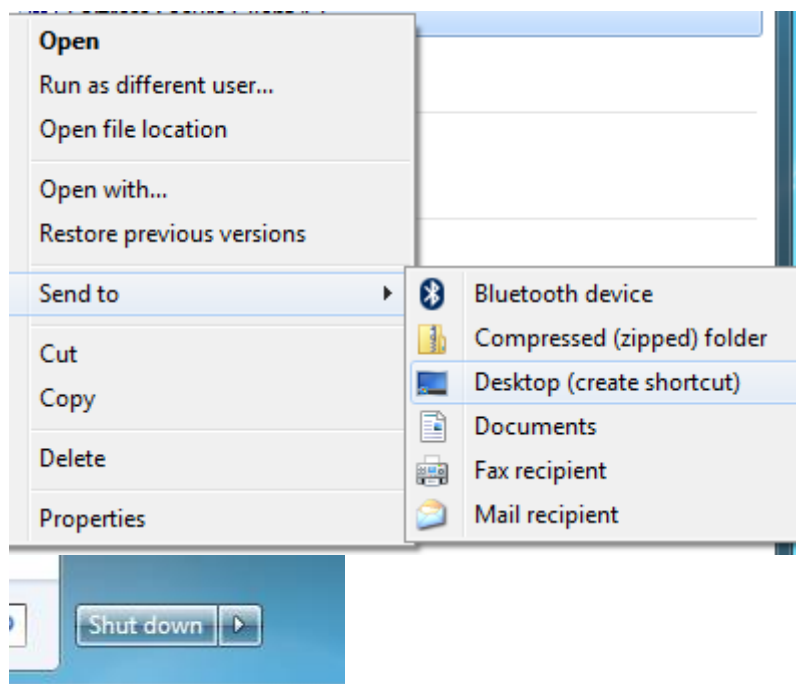 Open
Run as different user...
Open file location
Open with...
Restore previous versions
Send to
Bluetooth device
Compressed (zipped) folder
Desktop (create shortcut)
Documents
Fax recipient
Mail recipient
Cut
Copy
Delete
Properties
Shut down